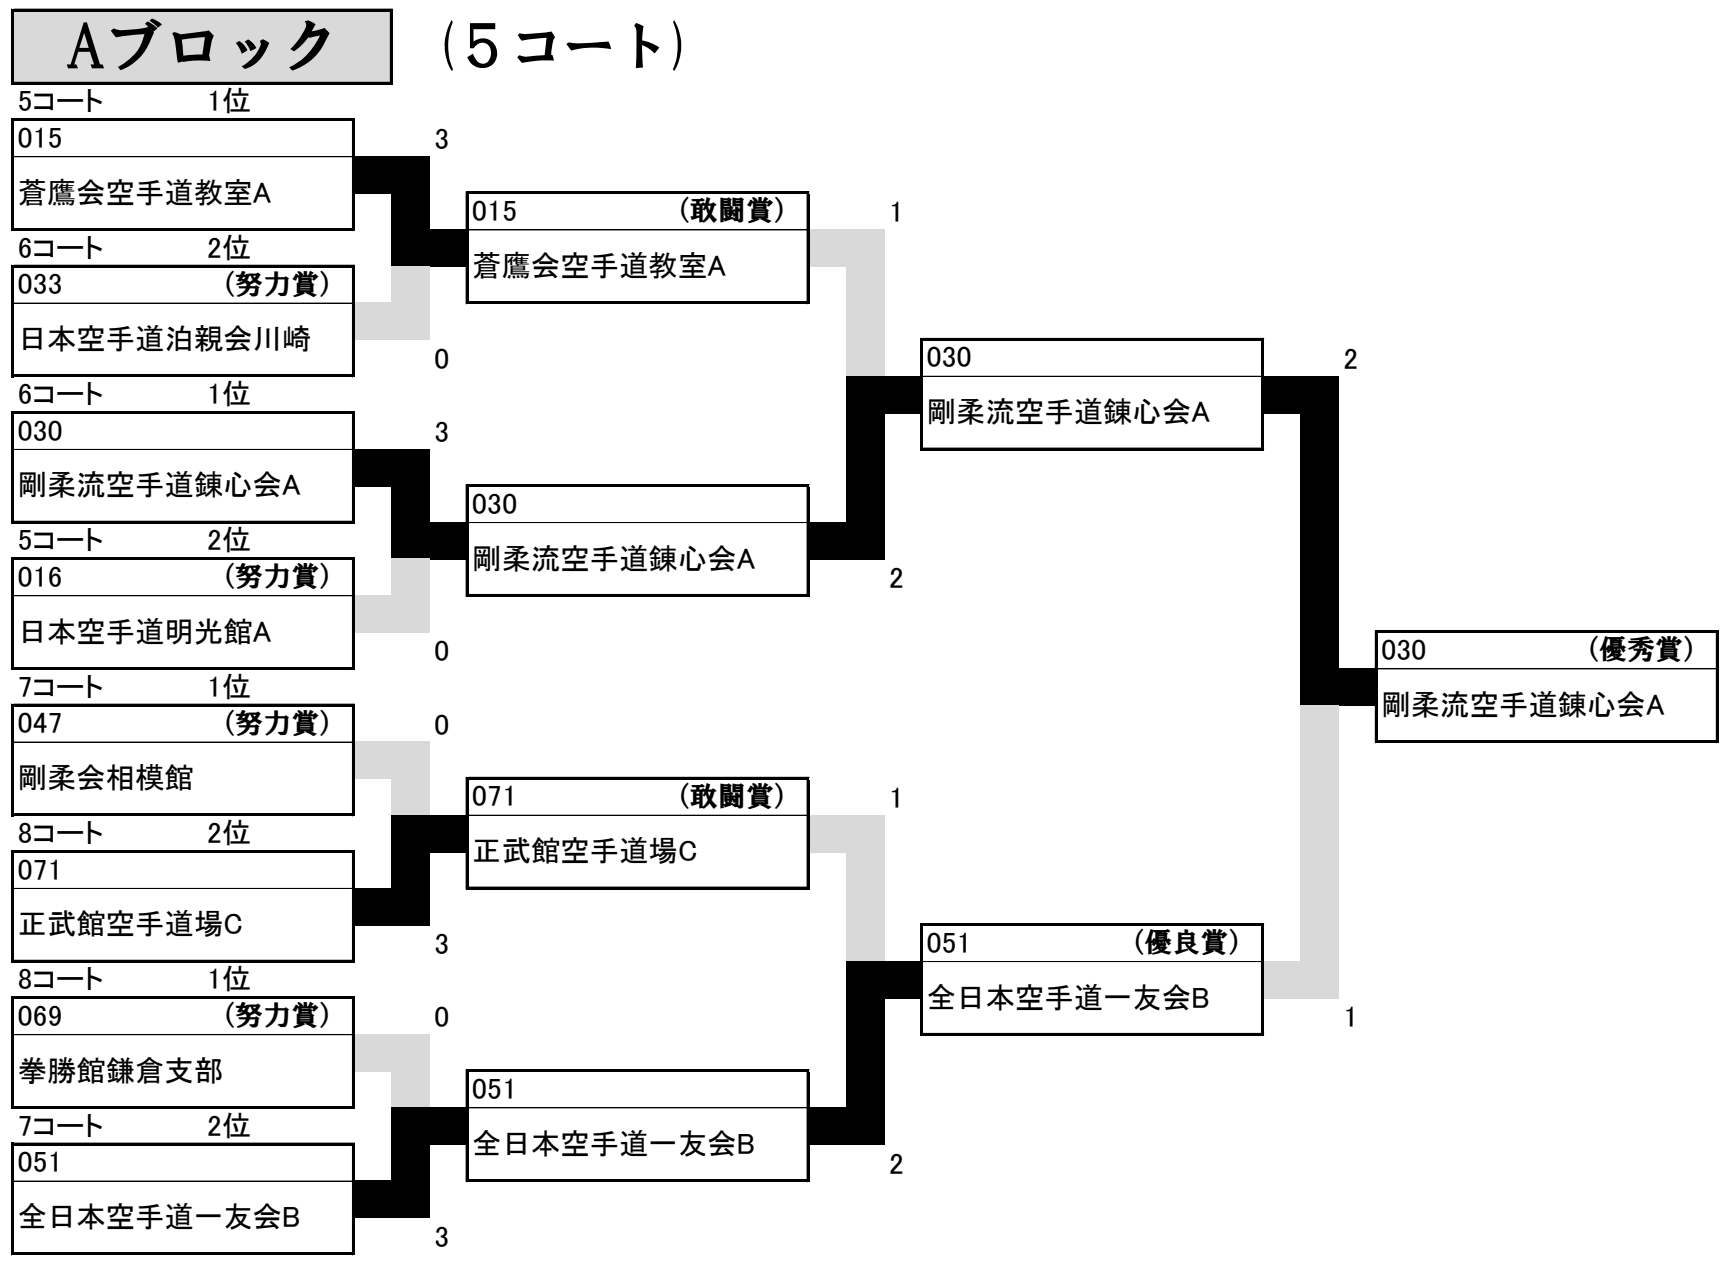 Aブロック (5コート)
5コート 1位
015
蒼鷹会空手道教室A
6コート 2位
033 (努力賞)
日本空手道泊親会川崎
6コート 1位
030
剛柔流空手道錬心会A
5コート 2位
016 (努力賞)
日本空手道明光館A
7コート 1位
047 (努力賞)
剛柔会相模館
8コート 2位
071
正武館空手道場C
8コート 1位
069 (努力賞)
拳勝館鎌倉支部
7コート 2位
051
全日本空手道一友会B
3
0
3
0
0
3
0
3
015 (敢闘賞)
蒼鷹会空手道教室A
030
剛柔流空手道錬心会A
071 (敢闘賞)
正武館空手道場C
051
全日本空手道一友会B
1
2
1
2
030
剛柔流空手道錬心会A
051 (優良賞)
全日本空手道一友会B
2
1
030 (優秀賞)
剛柔流空手道錬心会A